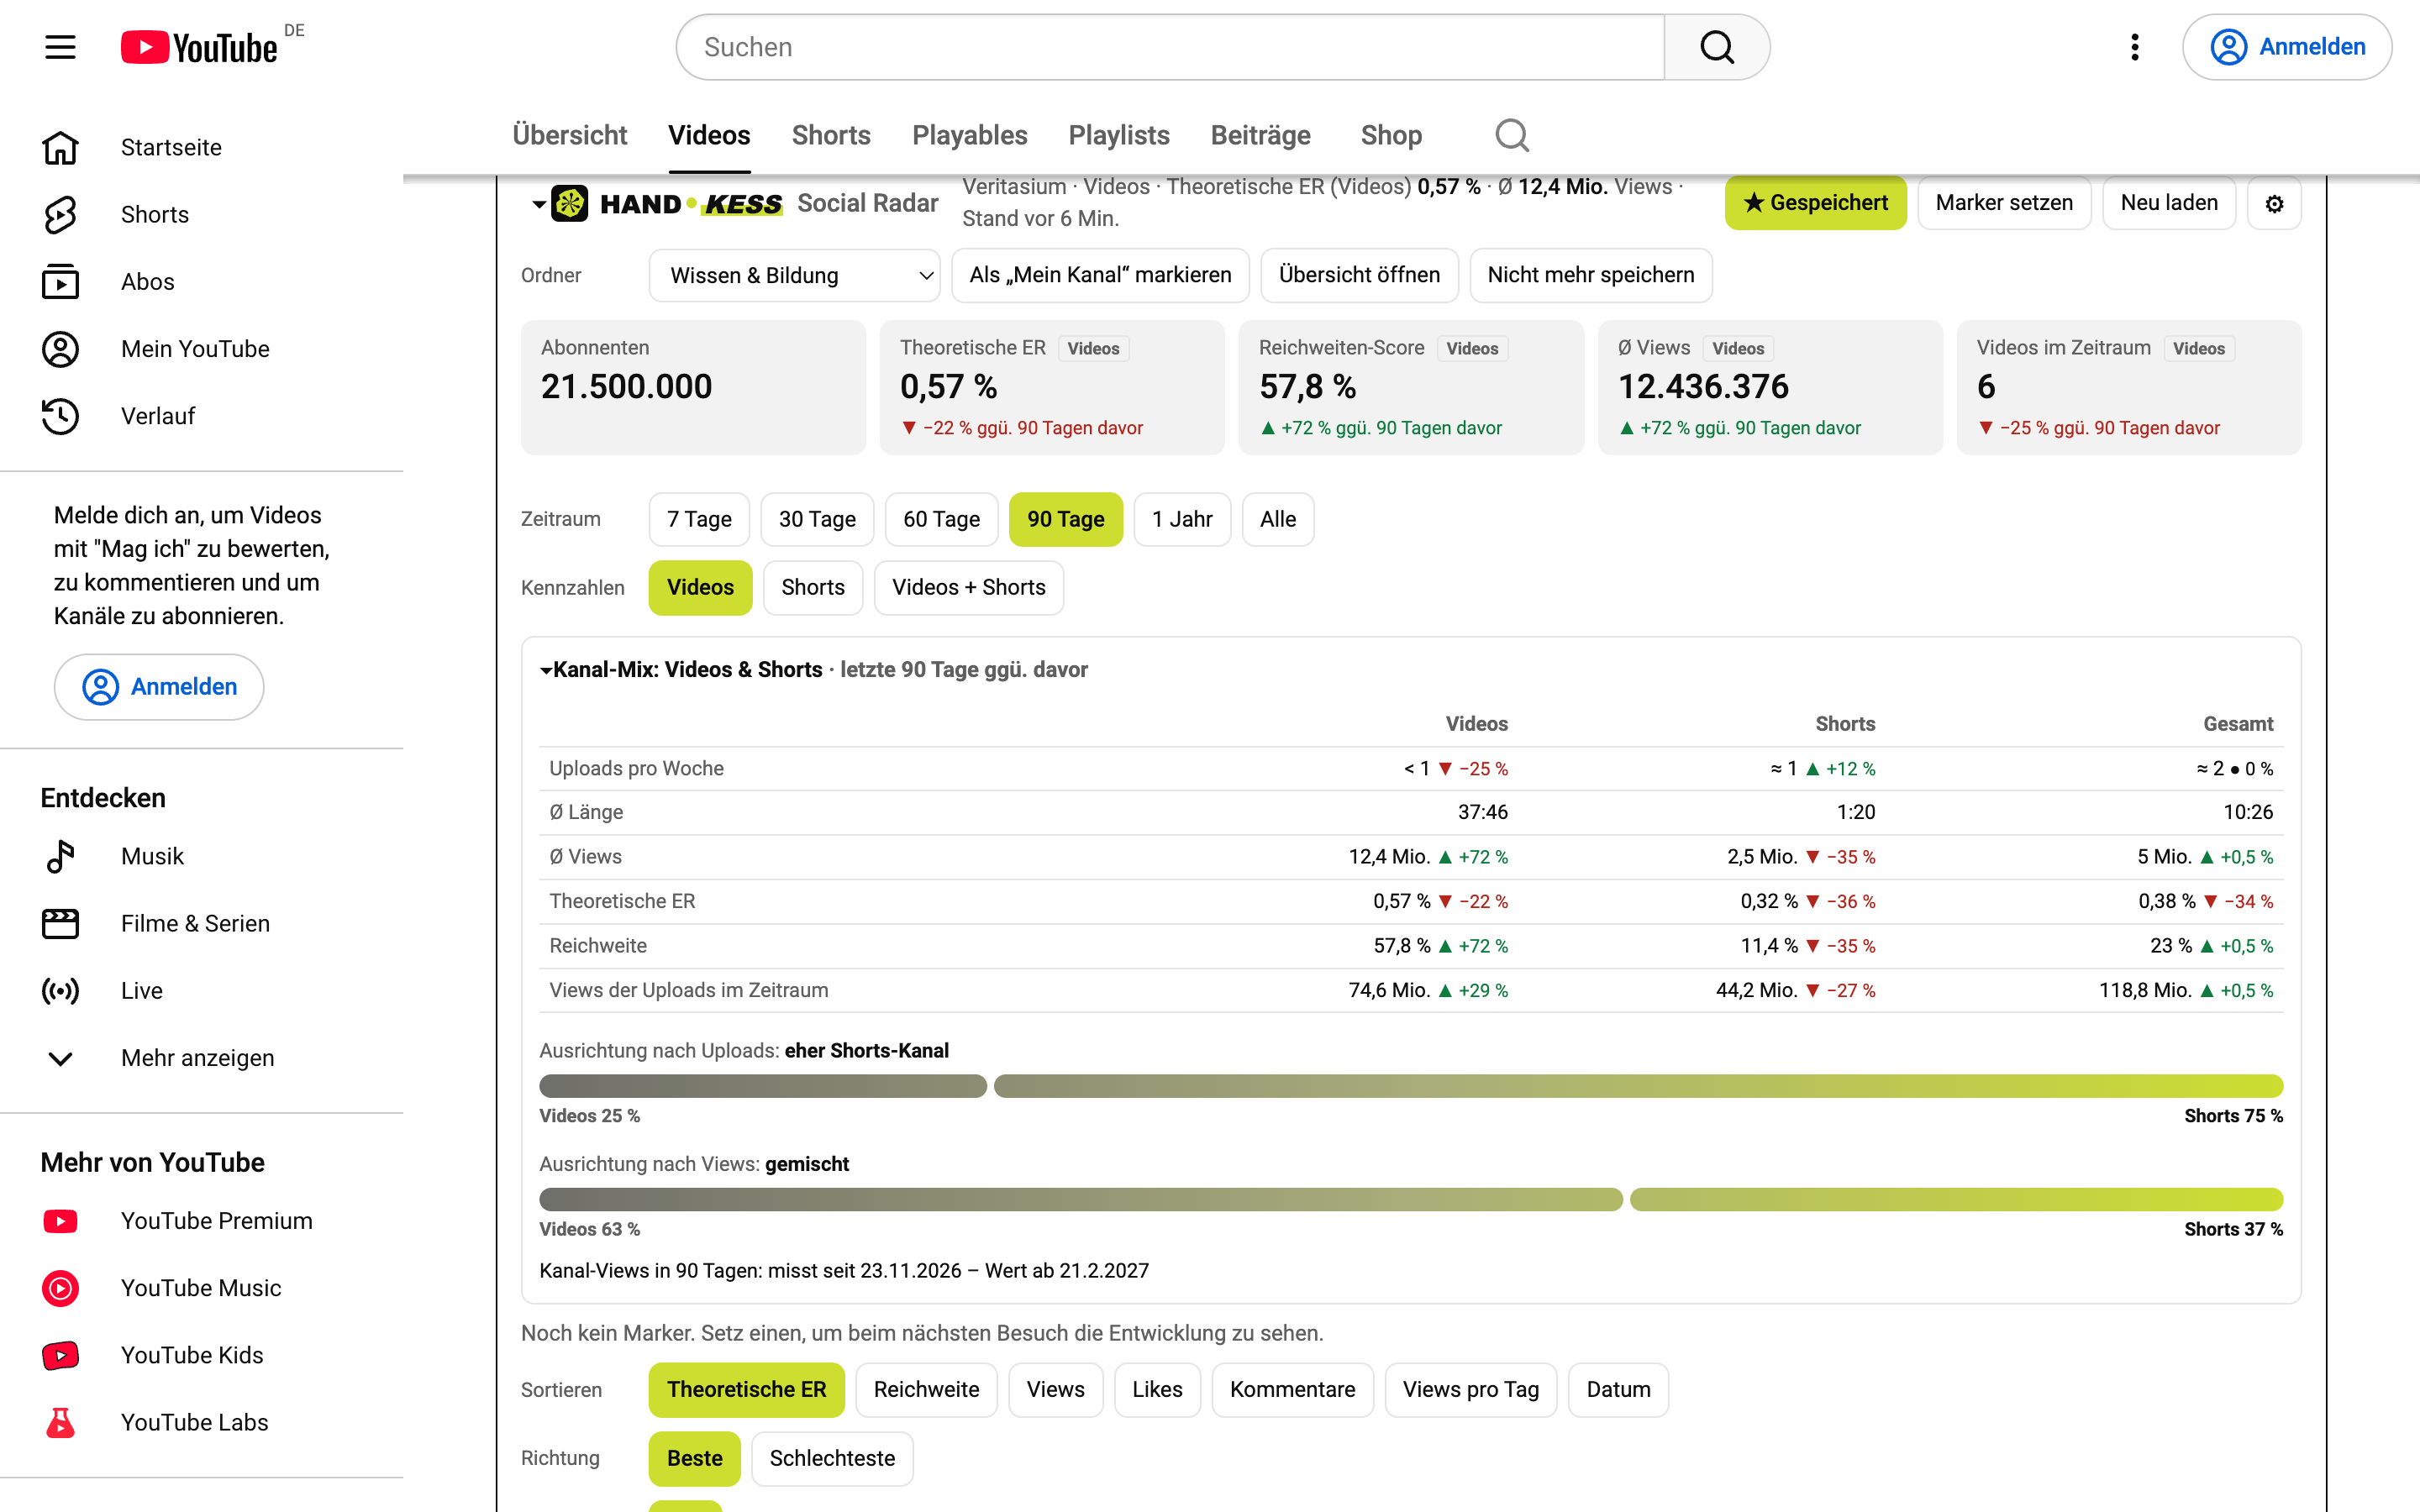 YouTube DE
Suchen
Anmelden
Startseite
Shorts
Abos
Mein YouTube
Verlauf
Melde dich an, um Videos
mit "Mag ich" zu bewerten,
zu kommentieren und um
Kanäle zu abonnieren.
Anmelden
Entdecken
Musik
Filme & Serien
Live
Mehr anzeigen
Mehr von YouTube
YouTube Premium
YouTube Music
YouTube Kids
YouTube Labs
Übersicht Videos Shorts Playables Playlists Beiträge Shop
HAND•KESS Social Radar
Veritasium · Videos · Theoretische ER (Videos) 0,57 % · Ø 12,4 Mio. Views ·
Stand vor 6 Min.
★ Gespeichert Marker setzen Neu laden
Ordner Wissen & Bildung Als „Mein Kanal“ markieren Übersicht öffnen Nicht mehr speichern
Abonnenten
21.500.000
Theoretische ER Videos
0,57 %
▼ −22 % ggü. 90 Tagen davor
Reichweiten-Score Videos
57,8 %
▲ +72 % ggü. 90 Tagen davor
Ø Views Videos
12.436.376
▲ +72 % ggü. 90 Tagen davor
Videos im Zeitraum Videos
6
▼ −25 % ggü. 90 Tagen davor
Zeitraum 7 Tage 30 Tage 60 Tage 90 Tage 1 Jahr Alle
Kennzahlen Videos Shorts Videos + Shorts
Kanal-Mix: Videos & Shorts · letzte 90 Tage ggü. davor
Videos Shorts Gesamt
Uploads pro Woche < 1 ▼ −25 % ≈ 1 ▲ +12 % ≈ 2 ● 0 %
Ø Länge 37:46 1:20 10:26
Ø Views 12,4 Mio. ▲ +72 % 2,5 Mio. ▼ −35 % 5 Mio. ▲ +0,5 %
Theoretische ER 0,57 % ▼ −22 % 0,32 % ▼ −36 % 0,38 % ▼ −34 %
Reichweite 57,8 % ▲ +72 % 11,4 % ▼ −35 % 23 % ▲ +0,5 %
Views der Uploads im Zeitraum 74,6 Mio. ▲ +29 % 44,2 Mio. ▼ −27 % 118,8 Mio. ▲ +0,5 %
Ausrichtung nach Uploads: eher Shorts-Kanal
Videos 25 % Shorts 75 %
Ausrichtung nach Views: gemischt
Videos 63 % Shorts 37 %
Kanal-Views in 90 Tagen: misst seit 23.11.2026 – Wert ab 21.2.2027
Noch kein Marker. Setz einen, um beim nächsten Besuch die Entwicklung zu sehen.
Sortieren Theoretische ER Reichweite Views Likes Kommentare Views pro Tag Datum
Richtung Beste Schlechteste